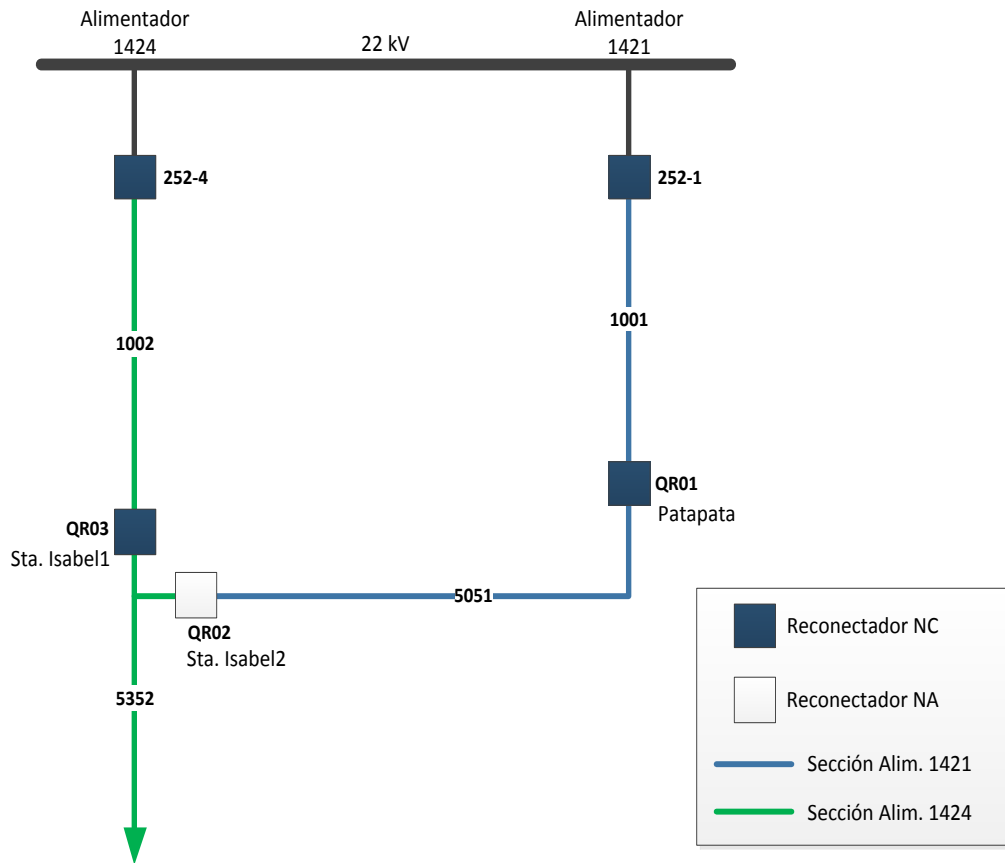 Alimentador
1424
22 kV
Alimentador
1421
252-4
252-1
1002
1001
QR03
Sta. Isabel1
QR01
Patapata
5051
QR02
Sta. Isabel2
5352
Reconectador NC
Reconectador NA
Sección Alim. 1421
Sección Alim. 1424